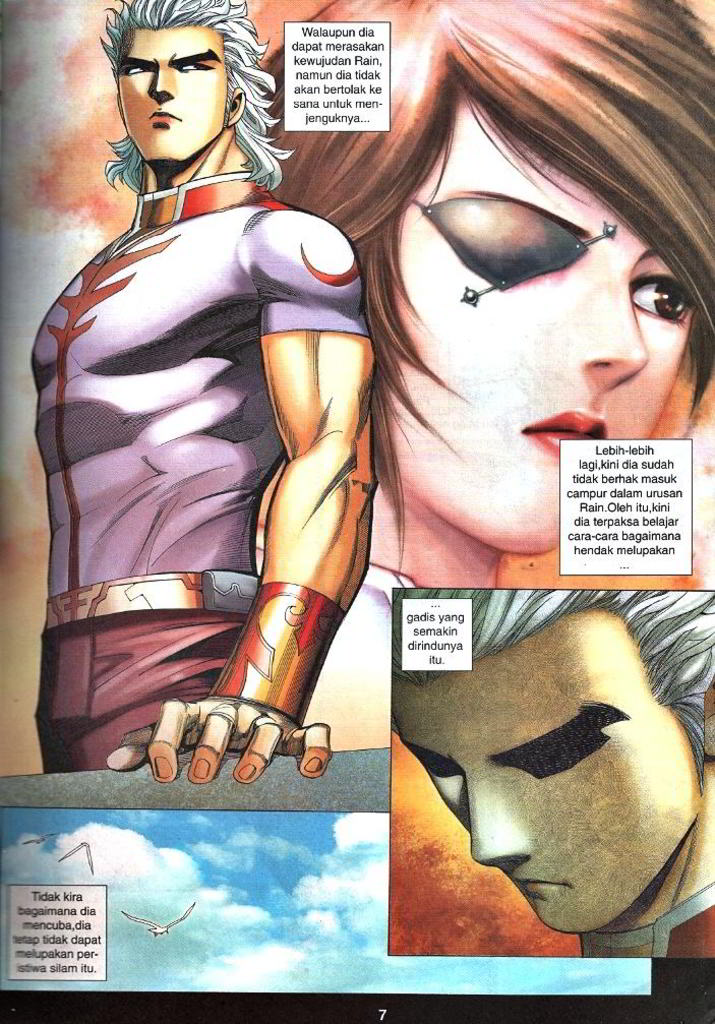 Walaupun dia
dapat merasakan
kewujudan Rain,
namun dia tidak
akan bertolak ke
sana untuk men-
jenguknya...
Lebih-lebih
lagi,kini dia sudah
tidak berhak masuk
campur dalam urusan
Rain.Oleh itu,kini
dia terpaksa belajar
cara-cara bagaimana
hendak melupakan
...
...
gadis yang
semakin
dirindunya
itu.
Tidak kira
bagaimana dia
mencuba,dia
tetap tidak dapat
melupakan per-
istiwa silam itu.
7